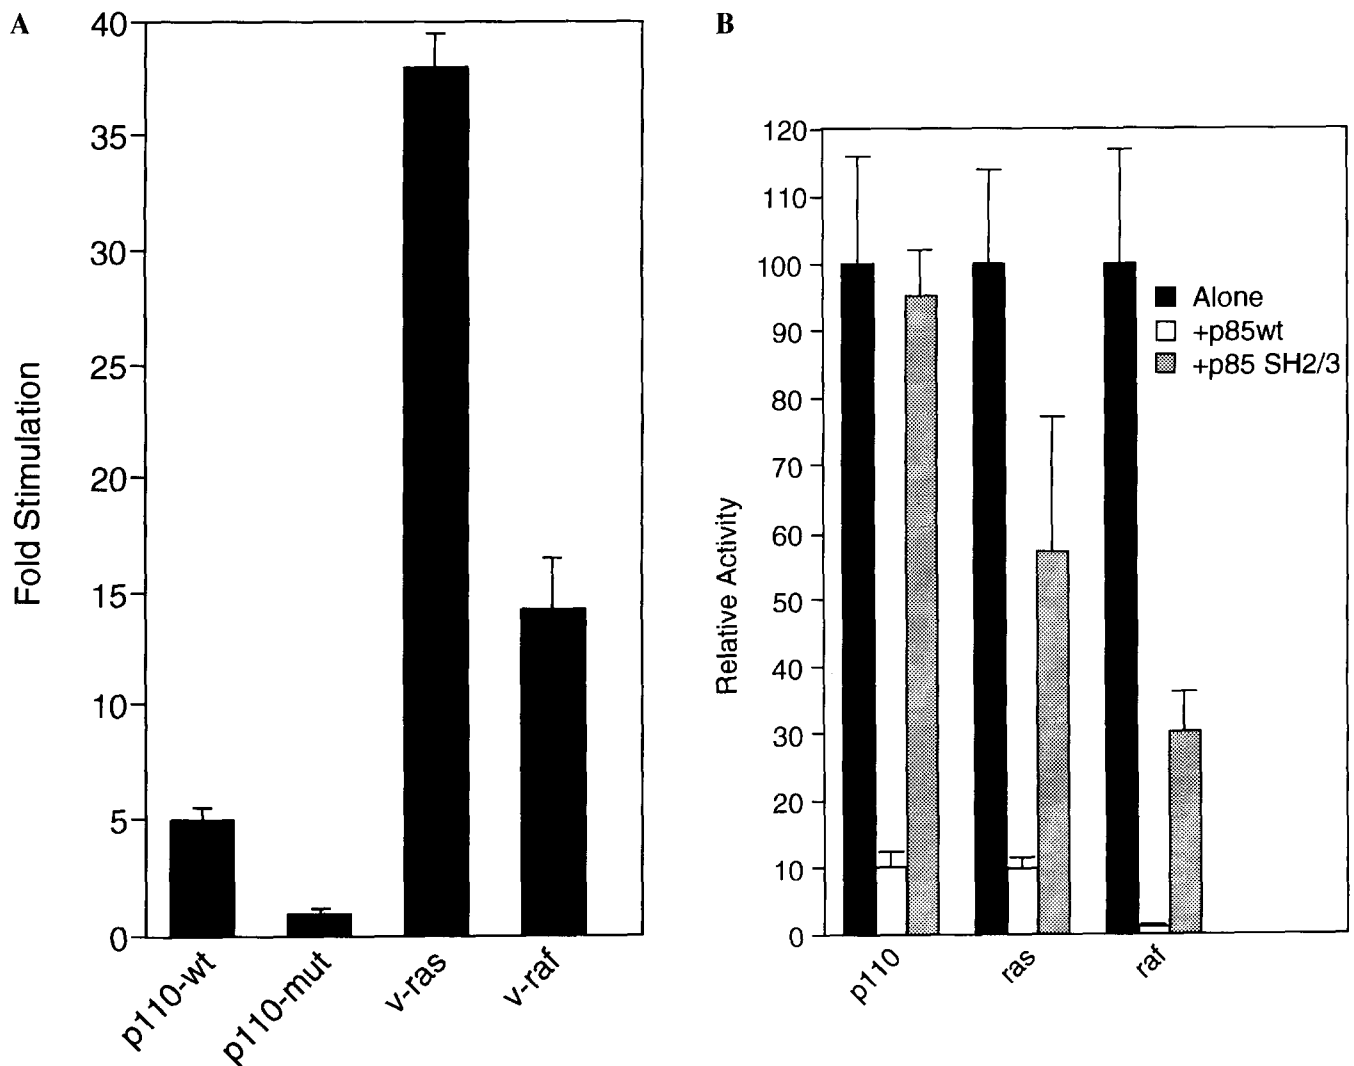 A
Fold Stimulation
40
35
30
25
20
15
10
5
0
p110-wt
p110-mut
v-ras
v-raf
B
Relative Activity
120
110
100
90
80
70
60
50
40
30
20
10
0
p110
ras
raf
Alone
+p85wt
+p85 SH2/3